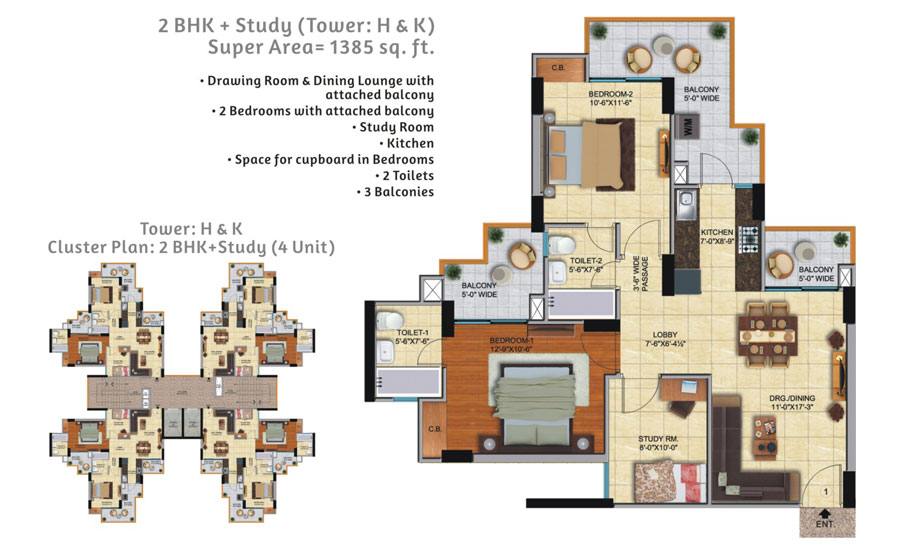 2 BHK + Study (Tower: H & K)
Super Area= 1385 sq. ft.
• Drawing Room & Dining Lounge with
attached balcony
• 2 Bedrooms with attached balcony
• Study Room
• Kitchen
• Space for cupboard in Bedrooms
• 2 Toilets
• 3 Balconies
Tower: H & K
Cluster Plan: 2 BHK+Study (4 Unit)
C.B.
BEDROOM-2
10'-6"X11'-6"
BALCONY
5'-0" WIDE
W/M
KITCHEN
7'-0"X8'-9"
TOILET-2
5'-6"X7'-6"
3'-6" WIDE
PASSAGE
BALCONY
5'-0" WIDE
BALCONY
5'-0" WIDE
TOILET-1
5'-6"X7'-6"
BEDROOM-1
12'-9"X10'-6"
LOBBY
7'-6"X6'-4½"
DRG./DINING
11'-0"X17'-3"
C.B.
STUDY RM.
8'-0"X10'-0"
1
ENT.